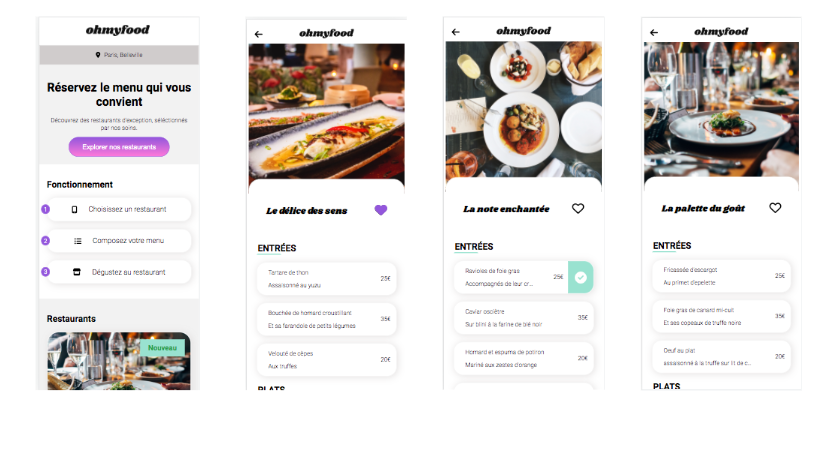 ohmyfood
Paris, Belleville
Réservez le menu qui vous
convient
Découvrez des restaurants d'exception, sélectionnés
par nos soins.
Explorer nos restaurants
Fonctionnement
1 Choisissez un restaurant
2 Composez votre menu
3 Dégustez au restaurant
Restaurants
Nouveau
ohmyfood
Le délice des sens
ENTRÉES
Tartare de thon
Assaisonné au yuzu
25€
Bouchée de homard croustillant
Et sa farandole de petits légumes
35€
Velouté de cèpes
Aux truffes
20€
PLATS
ohmyfood
La note enchantée
ENTRÉES
Ravioles de foie gras
Accompagnés de leur cr...
25€
Caviar osciètre
Sur blini à la farine de blé noir
35€
Homard et espuma de potiron
Mariné aux zestes d'orange
20€
ohmyfood
La palette du goût
ENTRÉES
Fricassée d'escargot
Au priment d'epelette
25€
Foie gras de canard mi-cuit
Et ses copeaux de truffe noire
35€
Oeuf au plat
assaisonné à la truffe sur lit de c...
20€
PLATS